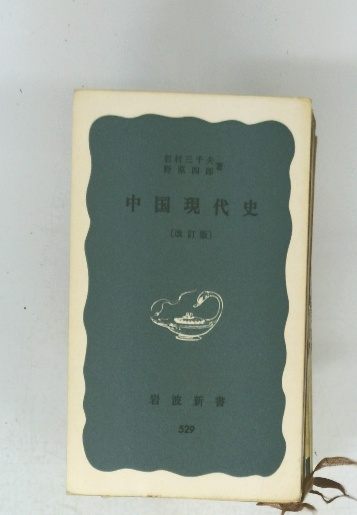 岩村三千夫
野原四郎 著
中国現代史
〔改訂版〕
岩波新書
529